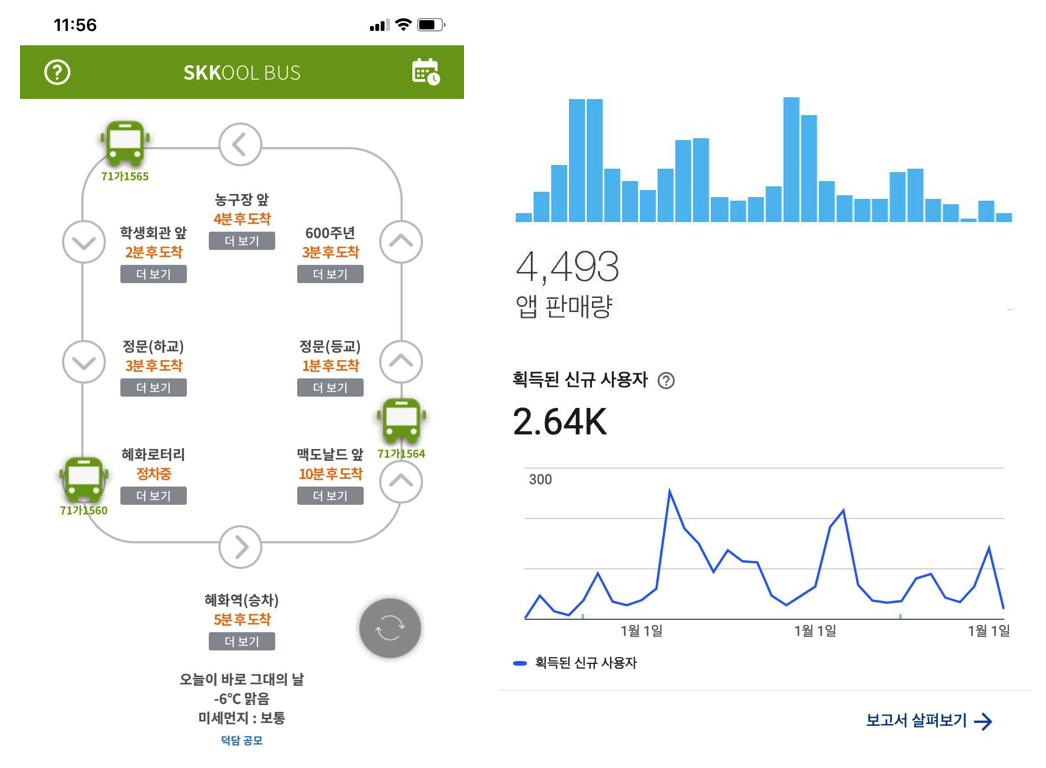 11:56
SKKOOL BUS
71가1565
농구장 앞
4분후도착
더 보기
학생회관 앞
2분후도착
더 보기
600주년
3분후도착
더 보기
정문(하교)
3분후도착
더 보기
정문(등교)
1분후도착
더 보기
71가1564
혜화로터리
정차중
더 보기
맥도날드 앞
10분후도착
더 보기
71가1560
혜화역(승차)
5분후도착
더 보기
오늘이 바로 그대의 날
-6℃ 맑음
미세먼지 : 보통
덕담 공모
4,493
앱 판매량
획득된 신규 사용자 ?
2.64K
300
1월 1일 1월 1일 1월 1일
획득된 신규 사용자
보고서 살펴보기